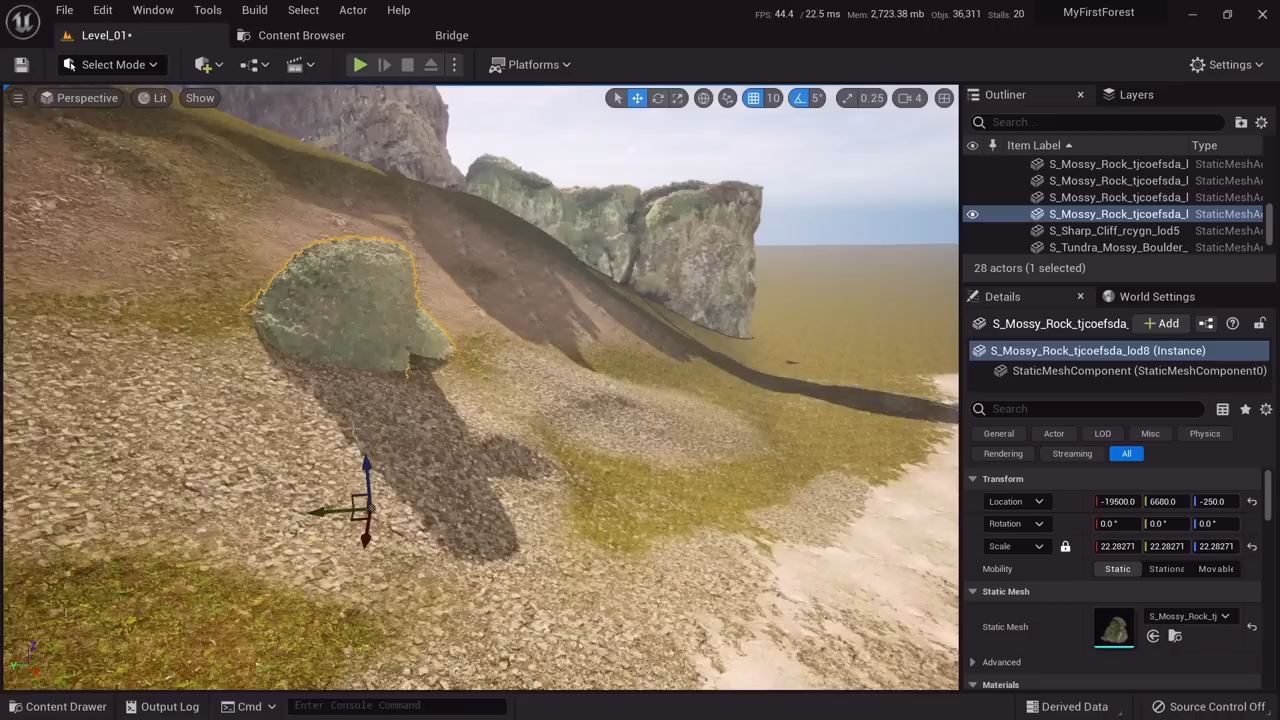 File Edit Window Tools Build Select Actor Help
FPS: 44.4 / 22.5 ms Mem: 2,723.38 mb Objs: 36,311 Stalls: 20
MyFirstForest
Level_01•
Content Browser
Bridge
Select Mode
Platforms
Settings
Perspective
Lit
Show
10
5°
0.25
4
Outliner
Layers
Search...
Item Label
Type
S_Mossy_Rock_tjcoefsda_l StaticMeshA
S_Mossy_Rock_tjcoefsda_l StaticMeshA
S_Mossy_Rock_tjcoefsda_l StaticMeshA
S_Mossy_Rock_tjcoefsda_l StaticMeshA
S_Sharp_Cliff_rcygn_lod5 StaticMeshA
S_Tundra_Mossy_Boulder_ StaticMeshA
28 actors (1 selected)
Details
World Settings
S_Mossy_Rock_tjcoefsda_
+ Add
S_Mossy_Rock_tjcoefsda_lod8 (Instance)
StaticMeshComponent (StaticMeshComponent0)
Search
General Actor LOD Misc Physics
Rendering Streaming All
Transform
Location -19500.0 6680.0 -250.0
Rotation 0.0 ° 0.0 ° 0.0 °
Scale 22.28271 22.28271 22.28271
Mobility Static Stationa Movable
Static Mesh
S_Mossy_Rock_tj
Static Mesh
Advanced
Materials
Z
Y
Content Drawer
Output Log
Cmd
Enter Console Command
Derived Data
Source Control Off